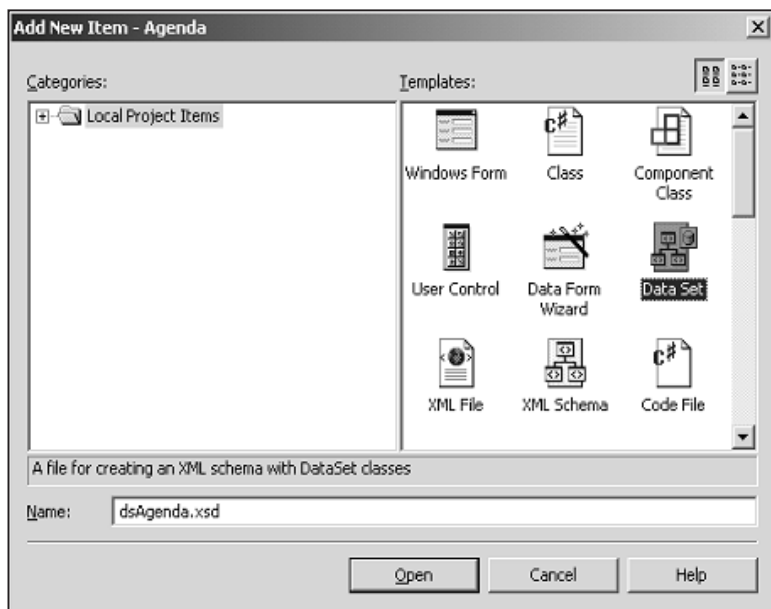 Add New Item - Agenda
Categories:
Templates:
Local Project Items
Windows Form
Class
Component
Class
User Control
Data Form
Wizard
Data Set
XML File
XML Schema
Code File
A file for creating an XML schema with DataSet classes
Name:
dsAgenda.xsd
Open
Cancel
Help